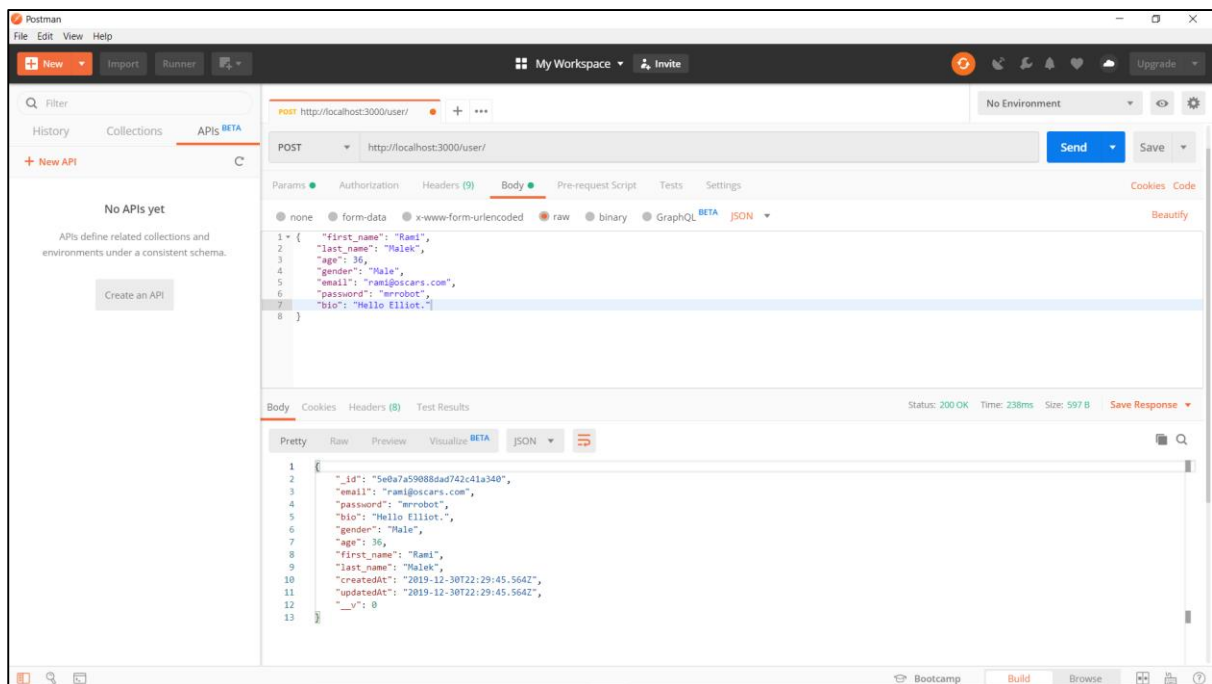 Postman
File Edit View Help
New Import Runner My Workspace Invite Upgrade
Filter
History Collections APIs BETA
+ New API
No APIs yet
APIs define related collections and
environments under a consistent schema.
Create an API
POST http://localhost:3000/user/ + ••• No Environment
POST http://localhost:3000/user/ Send Save
Params Authorization Headers (9) Body Pre-request Script Tests Settings Cookies Code
none form-data x-www-form-urlencoded raw binary GraphQL BETA JSON Beautify
1 { "first_name": "Rami",
2 "last_name": "Malek",
3 "age": 36,
4 "gender": "Male",
5 "email": "rami@oscars.com",
6 "password": "mrrobot",
7 "bio": "Hello Elliot."
8 }
Body Cookies Headers (8) Test Results Status: 200 OK Time: 238ms Size: 597 B Save Response
Pretty Raw Preview Visualize BETA JSON
1 {
2 "_id": "5e0a7a59088dad742c41a340",
3 "email": "rami@oscars.com",
4 "password": "mrrobot",
5 "bio": "Hello Elliot.",
6 "gender": "Male",
7 "age": 36,
8 "first_name": "Rami",
9 "last_name": "Malek",
10 "createdAt": "2019-12-30T22:29:45.564Z",
11 "updatedAt": "2019-12-30T22:29:45.564Z",
12 "__v": 0
13 }
Bootcamp Build Browse